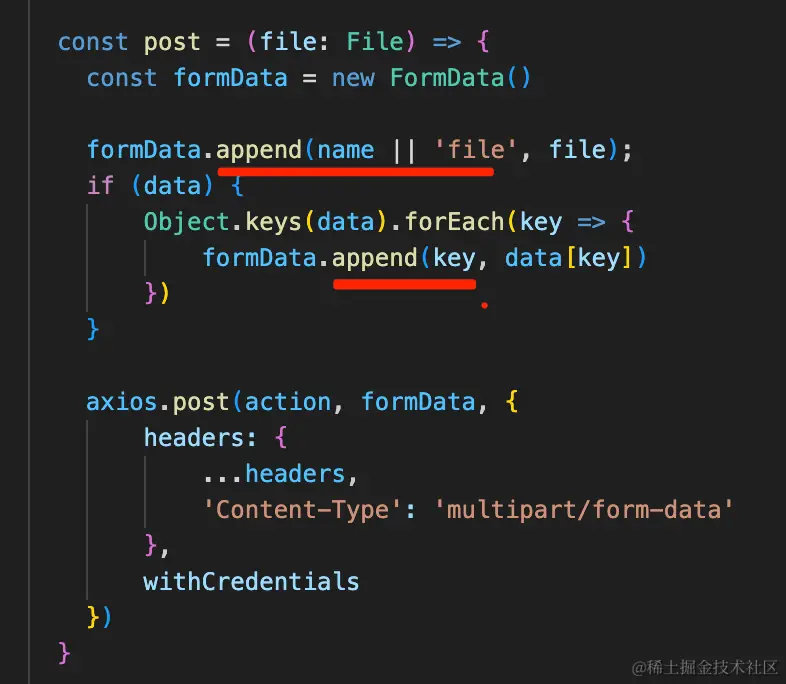 const post = (file: File) => {
const formData = new FormData()
formData.append(name || 'file', file);
if (data) {
Object.keys(data).forEach(key => {
formData.append(key, data[key])
})
}
axios.post(action, formData, {
headers: {
...headers,
'Content-Type': 'multipart/form-data'
},
withCredentials
})
}
@稀土掘金技术社区